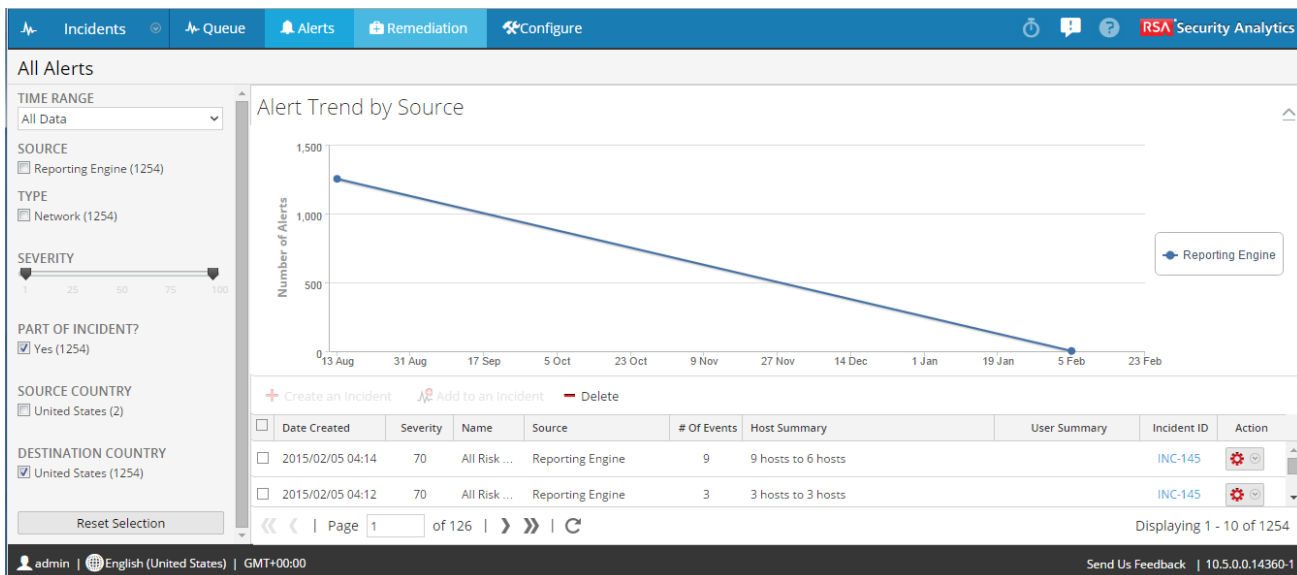 Incidents
Queue
Alerts
Remediation
Configure
RSA Security Analytics
All Alerts
TIME RANGE
All Data
SOURCE
Reporting Engine (1254)
TYPE
Network (1254)
SEVERITY
1 25 50 75 100
PART OF INCIDENT?
Yes (1254)
SOURCE COUNTRY
United States (2)
DESTINATION COUNTRY
United States (1254)
Reset Selection
Alert Trend by Source
Number of Alerts
1,500
1,000
500
0
13 Aug 31 Aug 17 Sep 5 Oct 23 Oct 9 Nov 27 Nov 14 Dec 1 Jan 19 Jan 5 Feb 23 Feb
Reporting Engine
Create an Incident Add to an Incident Delete
Date Created Severity Name Source # Of Events Host Summary User Summary Incident ID Action
2015/02/05 04:14 70 All Risk ... Reporting Engine 9 9 hosts to 6 hosts INC-145
2015/02/05 04:12 70 All Risk ... Reporting Engine 3 3 hosts to 3 hosts INC-145
| Page 1 of 126 | | Displaying 1 - 10 of 1254
admin | English (United States) | GMT+00:00 Send Us Feedback | 10.5.0.0.14360-1